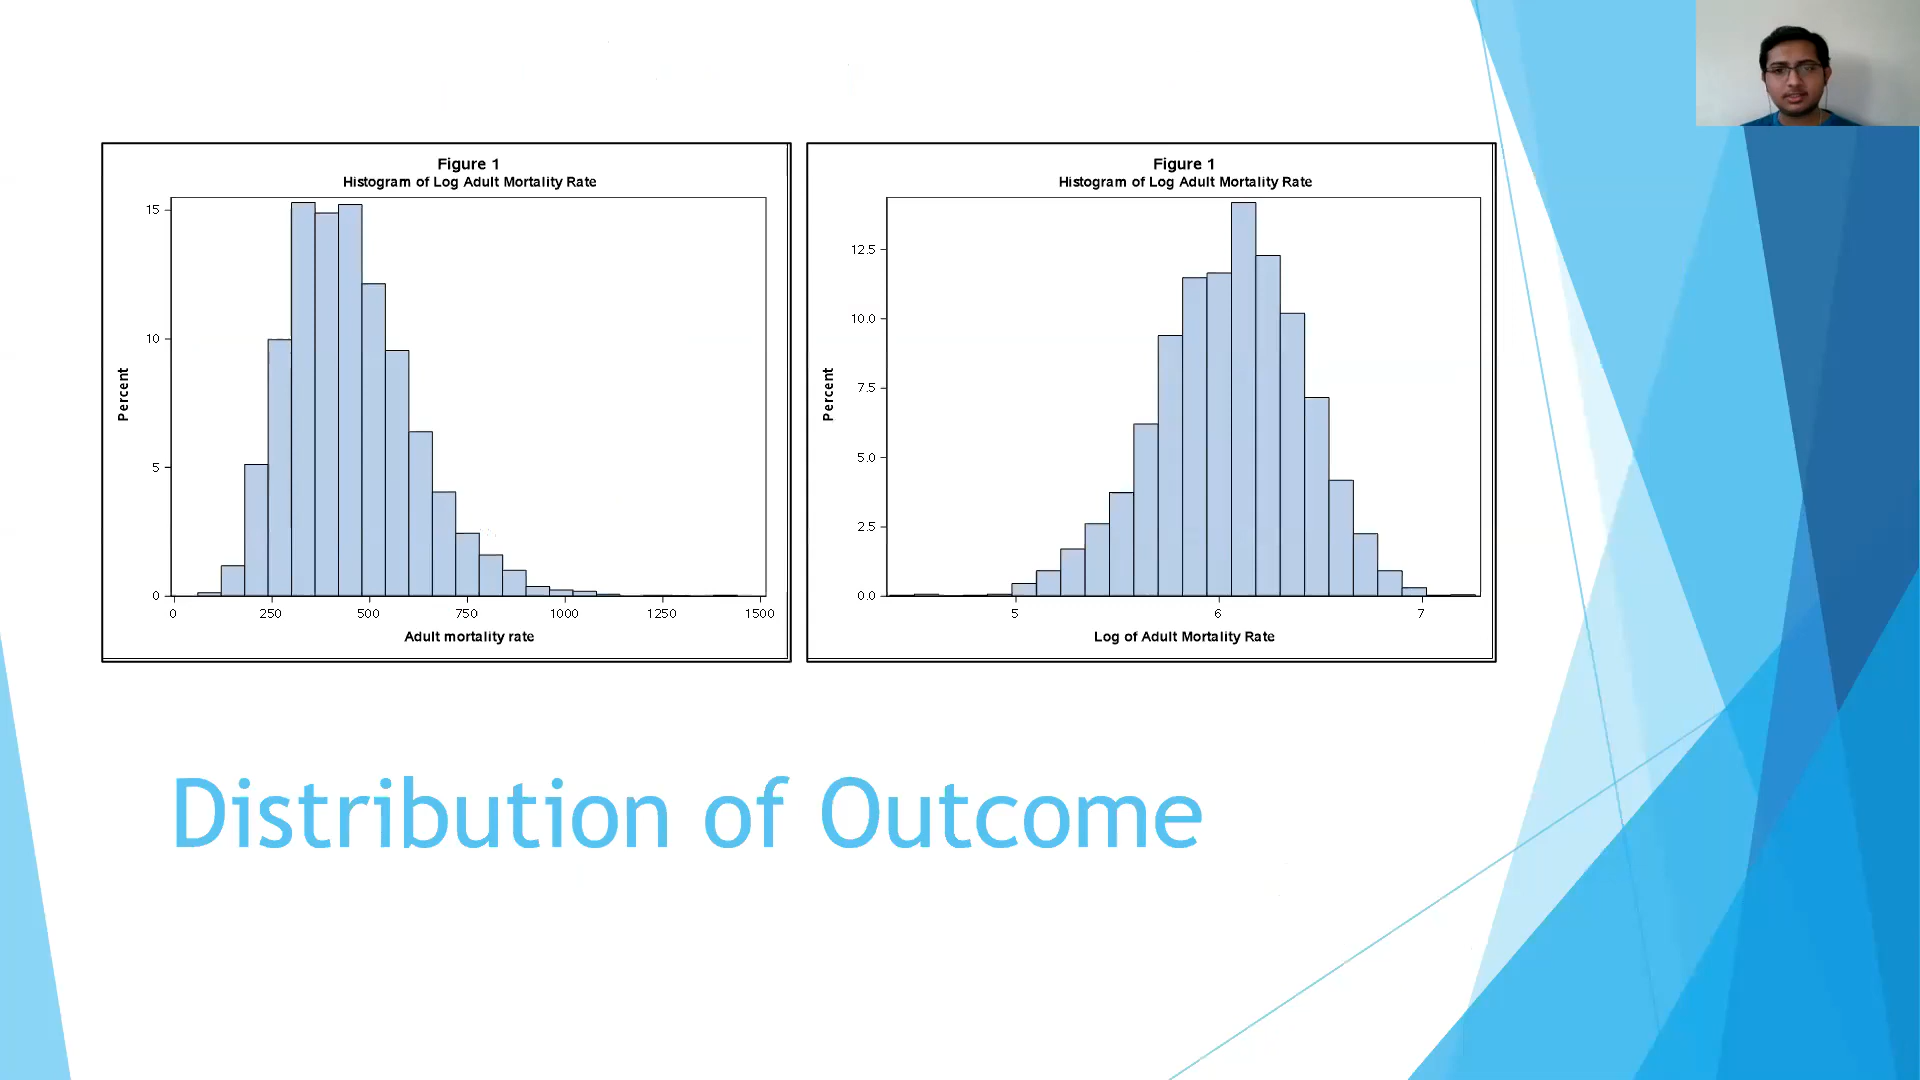 Figure 1
Histogram of Log Adult Mortality Rate
15
10
5
0
Percent
0 250 500 750 1000 1250 1500
Adult mortality rate
Figure 1
Histogram of Log Adult Mortality Rate
12.5
10.0
7.5
5.0
2.5
0.0
Percent
5 6 7
Log of Adult Mortality Rate
Distribution of Outcome